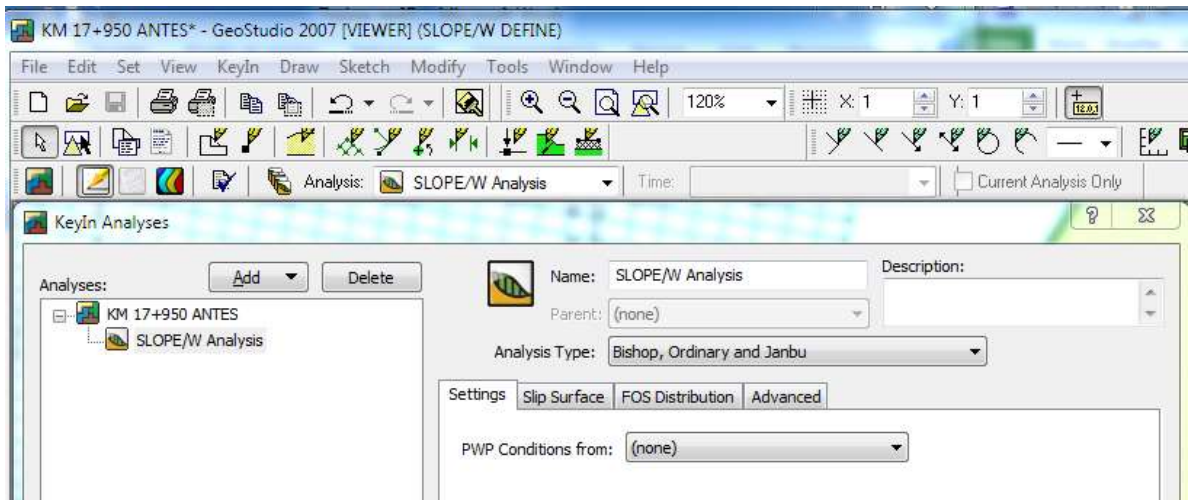 KM 17+950 ANTES* - GeoStudio 2007 [VIEWER] (SLOPE/W DEFINE)
File Edit Set View KeyIn Draw Sketch Modify Tools Window Help
120% X: 1 Y: 1
Analysis: SLOPE/W Analysis Time: Current Analysis Only
KeyIn Analyses
Analyses: Add Delete
KM 17+950 ANTES
SLOPE/W Analysis
Name: SLOPE/W Analysis Description:
Parent: (none)
Analysis Type: Bishop, Ordinary and Janbu
Settings Slip Surface FOS Distribution Advanced
PWP Conditions from: (none)